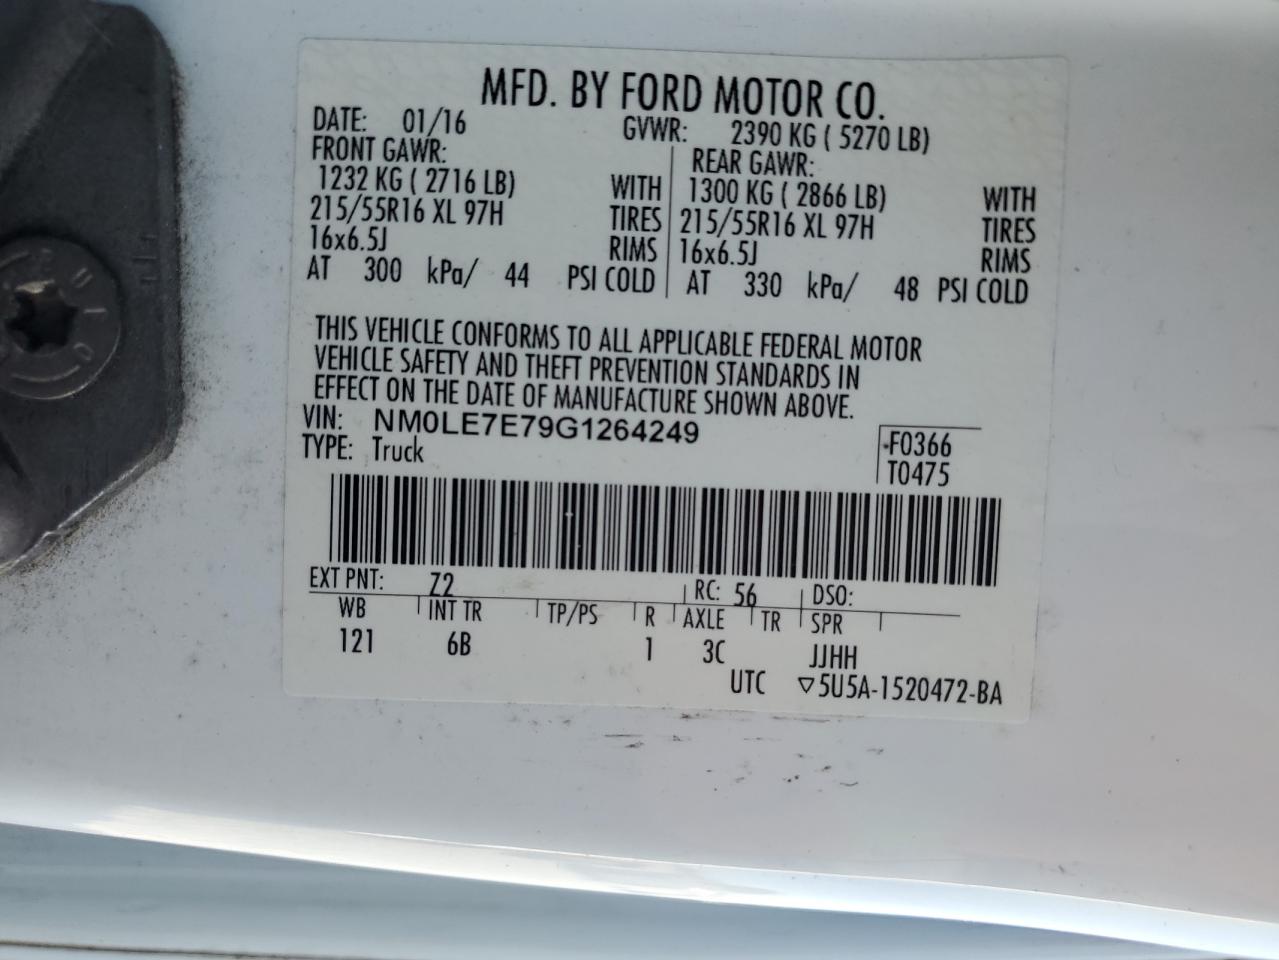 MFD. BY FORD MOTOR CO.
DATE: 01/16 GVWR: 2390 KG ( 5270 LB)
FRONT GAWR: REAR GAWR:
1232 KG ( 2716 LB) WITH 1300 KG ( 2866 LB) WITH
215/55R16 XL 97H TIRES 215/55R16 XL 97H TIRES
16x6.5J RIMS 16x6.5J RIMS
AT 300 kPa/ 44 PSI COLD AT 330 kPa/ 48 PSI COLD
THIS VEHICLE CONFORMS TO ALL APPLICABLE FEDERAL MOTOR
VEHICLE SAFETY AND THEFT PREVENTION STANDARDS IN
EFFECT ON THE DATE OF MANUFACTURE SHOWN ABOVE.
VIN: NM0LE7E79G1264249
TYPE: Truck
F0366
T0475
EXT PNT: Z2 RC: 56 DSO:
WB INT TR TP/PS R AXLE TR SPR
121 6B 1 3C JJHH
UTC ▽5U5A-1520472-BA